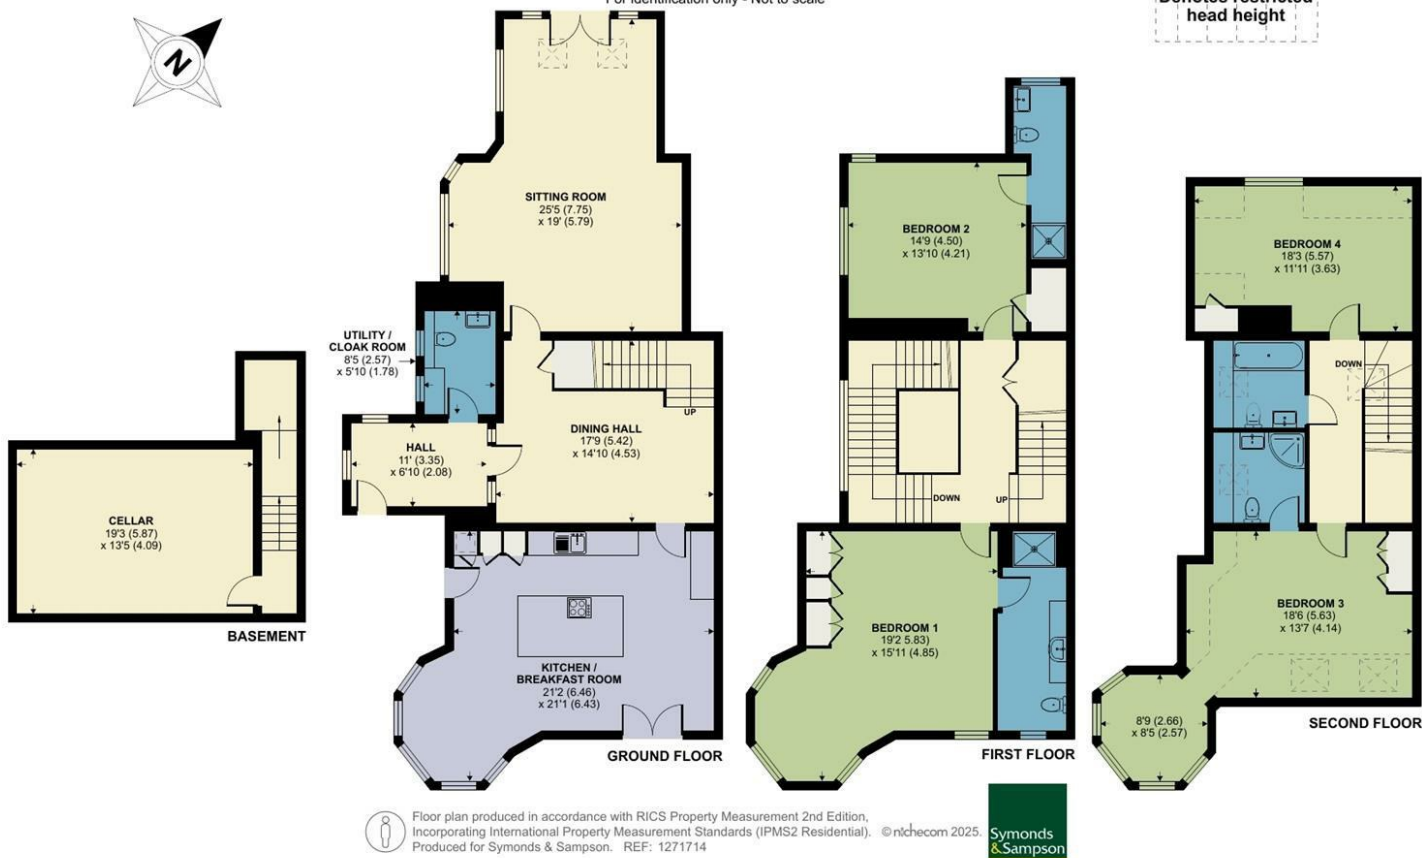 For identification only - Not to scale
Denotes restricted
head height
N
SITTING ROOM
25'5 (7.75)
x 19' (5.79)
UTILITY /
CLOAK ROOM
8'5 (2.57)
x 5'10 (1.78)
HALL
11' (3.35)
x 6'10 (2.08)
DINING HALL
17'9 (5.42)
x 14'10 (4.53)
UP
CELLAR
19'3 (5.87)
x 13'5 (4.09)
BASEMENT
KITCHEN /
BREAKFAST ROOM
21'2 (6.46)
x 21'1 (6.43)
GROUND FLOOR
BEDROOM 2
14'9 (4.50)
x 13'10 (4.21)
DOWN
UP
BEDROOM 1
19'2 5.83)
x 15'11 (4.85)
FIRST FLOOR
BEDROOM 4
18'3 (5.57)
x 11'11 (3.63)
DOWN
BEDROOM 3
18'6 (5.63)
x 13'7 (4.14)
8'9 (2.66)
x 8'5 (2.57)
SECOND FLOOR
Floor plan produced in accordance with RICS Property Measurement 2nd Edition,
Incorporating International Property Measurement Standards (IPMS2 Residential). © nichecom 2025.
Produced for Symonds & Sampson. REF: 1271714
Symonds
&Sampson